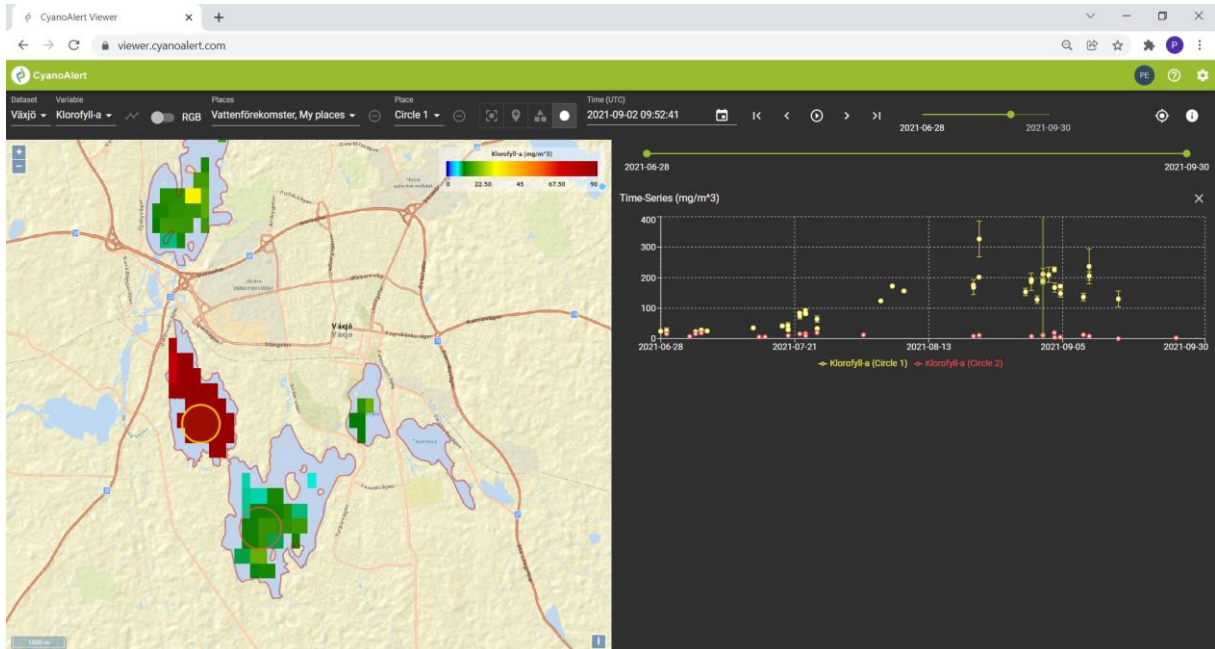 CyanoAlert Viewer
viewer.cyanoalert.com
P
CyanoAlert
PE
Dataset Variable Places Place Time (UTC)
Växjö Klorofyll-a RGB Vattenförekomster, My places Circle 1 2021-09-02 09:52:41
2021-06-28 2021-09-30
Klorofyll-a (mg/m^3)
0 22.50 45 67.50 90
Växjö
Växjö
1000 m
2021-06-28 2021-09-30
Time-Series (mg/m^3)
400
300
200
100
0
2021-06-28 2021-07-21 2021-08-13 2021-09-05 2021-09-30
Klorofyll-a (Circle 1) Klorofyll-a (Circle 2)